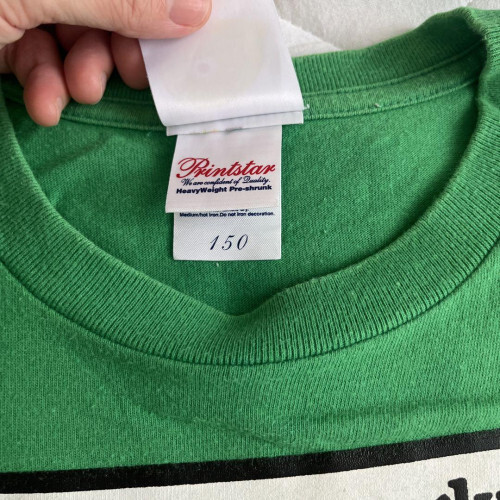 Printstar
We are confident of Quality.
HeavyWeight Pre-shrunk
Medium hot iron. Do not iron decoration.
150